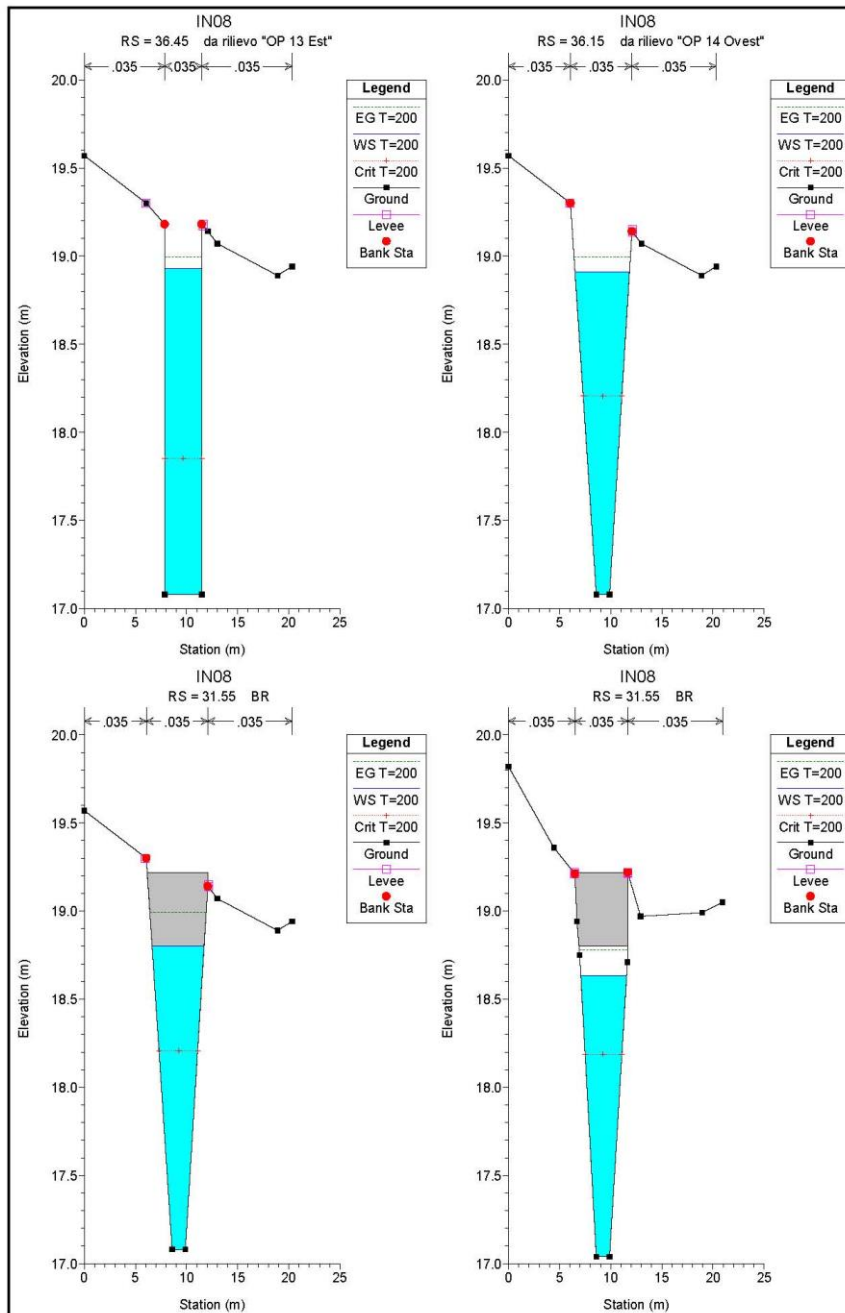 IN08
RS = 36.45 da rilievo "OP 13 Est"
.035 .035 .035
Legend
EG T=200
WS T=200
Crit T=200
Ground
Levee
Bank Sta
20.0
19.5
19.0
18.5
18.0
17.5
17.0
Elevation (m)
0 5 10 15 20 25
Station (m)
IN08
RS = 36.15 da rilievo "OP 14 Ovest"
.035 .035 .035
Legend
EG T=200
WS T=200
Crit T=200
Ground
Levee
Bank Sta
20.0
19.5
19.0
18.5
18.0
17.5
17.0
Elevation (m)
0 5 10 15 20 25
Station (m)
IN08
RS = 31.55 BR
.035 .035 .035
Legend
EG T=200
WS T=200
Crit T=200
Ground
Levee
Bank Sta
20.0
19.5
19.0
18.5
18.0
17.5
17.0
Elevation (m)
0 5 10 15 20 25
Station (m)
IN08
RS = 31.55 BR
.035 .035 .035
Legend
EG T=200
WS T=200
Crit T=200
Ground
Levee
Bank Sta
20.0
19.5
19.0
18.5
18.0
17.5
17.0
Elevation (m)
0 5 10 15 20 25
Station (m)